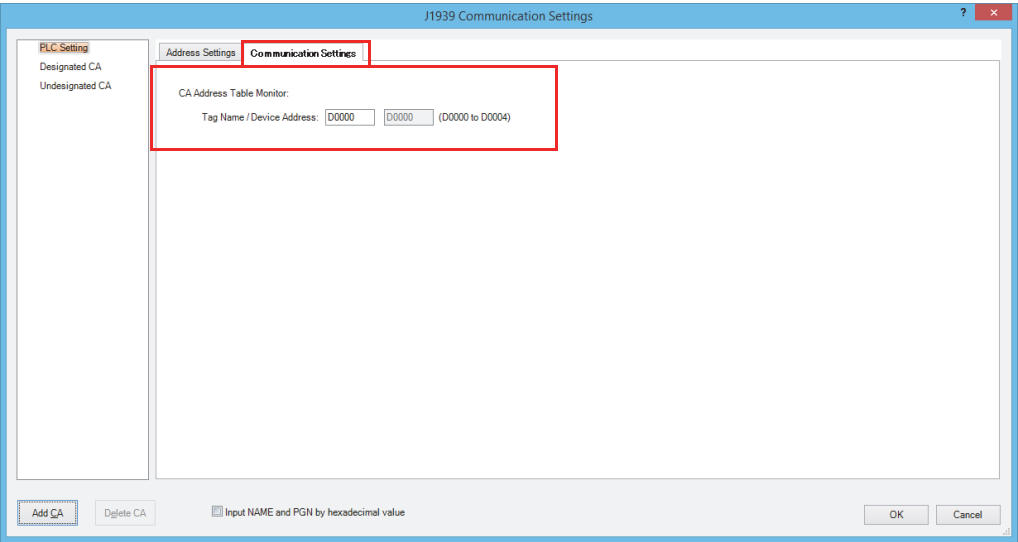 J1939 Communication Settings
?
×
PLC Setting
Designated CA
Undesignated CA
Address Settings
Communication Settings
CA Address Table Monitor:
Tag Name / Device Address: D0000 D0000 (D0000 to D0004)
Add CA
Delete CA
Input NAME and PGN by hexadecimal value
OK
Cancel